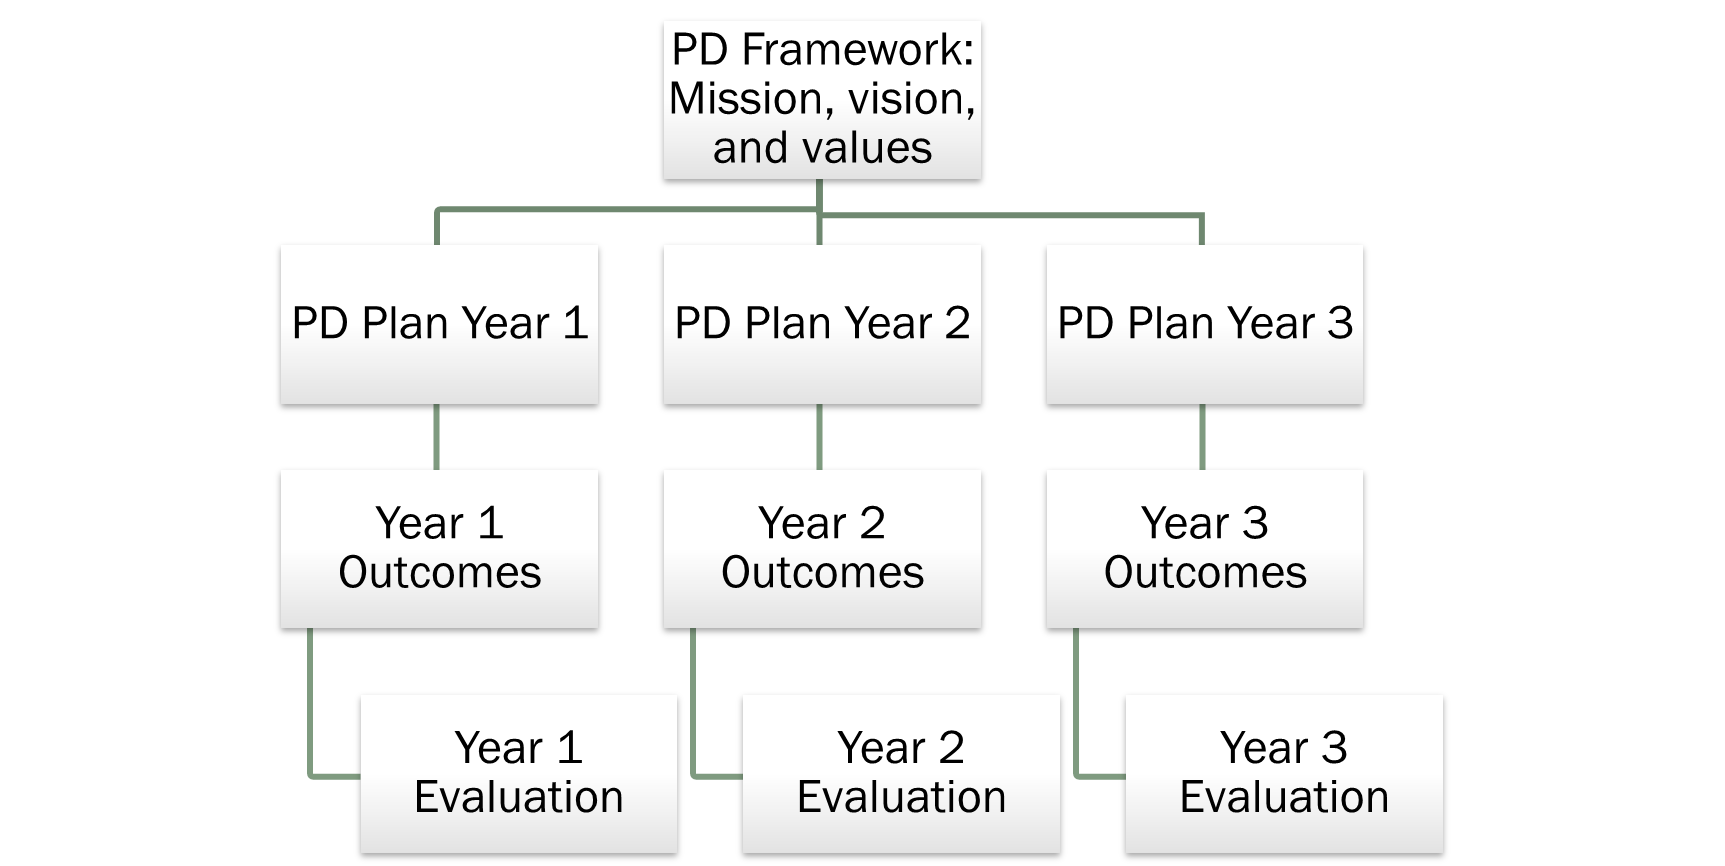 PD Framework:
Mission, vision,
and values
PD Plan Year 1
PD Plan Year 2
PD Plan Year 3
Year 1
Outcomes
Year 2
Outcomes
Year 3
Outcomes
Year 1
Evaluation
Year 2
Evaluation
Year 3
Evaluation